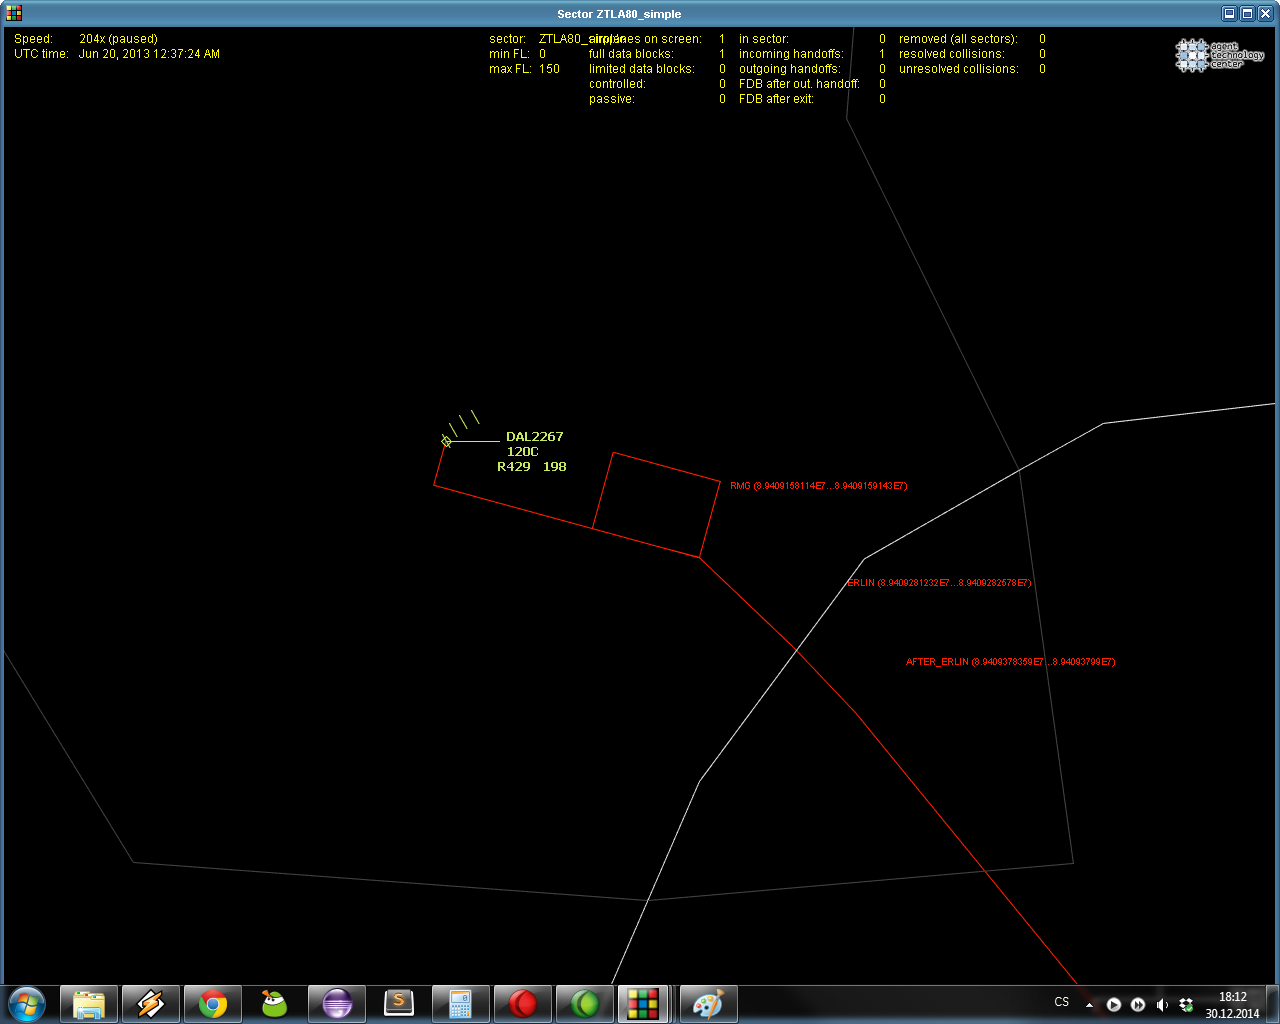 Sector ZTLA80_simple
Speed: 204x (paused)
UTC time: Jun 20, 2013 12:37:24 AM
sector: ZTLA80_simple airplanes on screen: 1 in sector: 0 removed (all sectors): 0
min FL: 0 full data blocks: 1 incoming handoffs: 1 resolved collisions: 0
max FL: 150 limited data blocks: 0 outgoing handoffs: 0 unresolved collisions: 0
controlled: 0 FDB after out. handoff: 0
passive: 0 FDB after exit: 0
agent
technology
center
DAL2267
120C
R429 198
RMG (8.9409158114E7...8.9409159143E7)
ERLIN (8.9409281232E7...8.9409282578E7)
AFTER_ERLIN (8.9409378359E7...8.94093799E7)
S
CS
18:12
30.12.2014